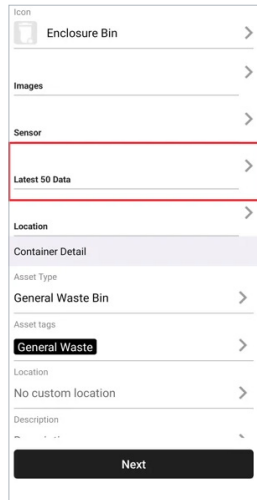 Icon
Enclosure Bin
Images
Sensor
Latest 50 Data
Location
Container Detail
Asset Type
General Waste Bin
Asset tags
General Waste
Location
No custom location
Description
Next